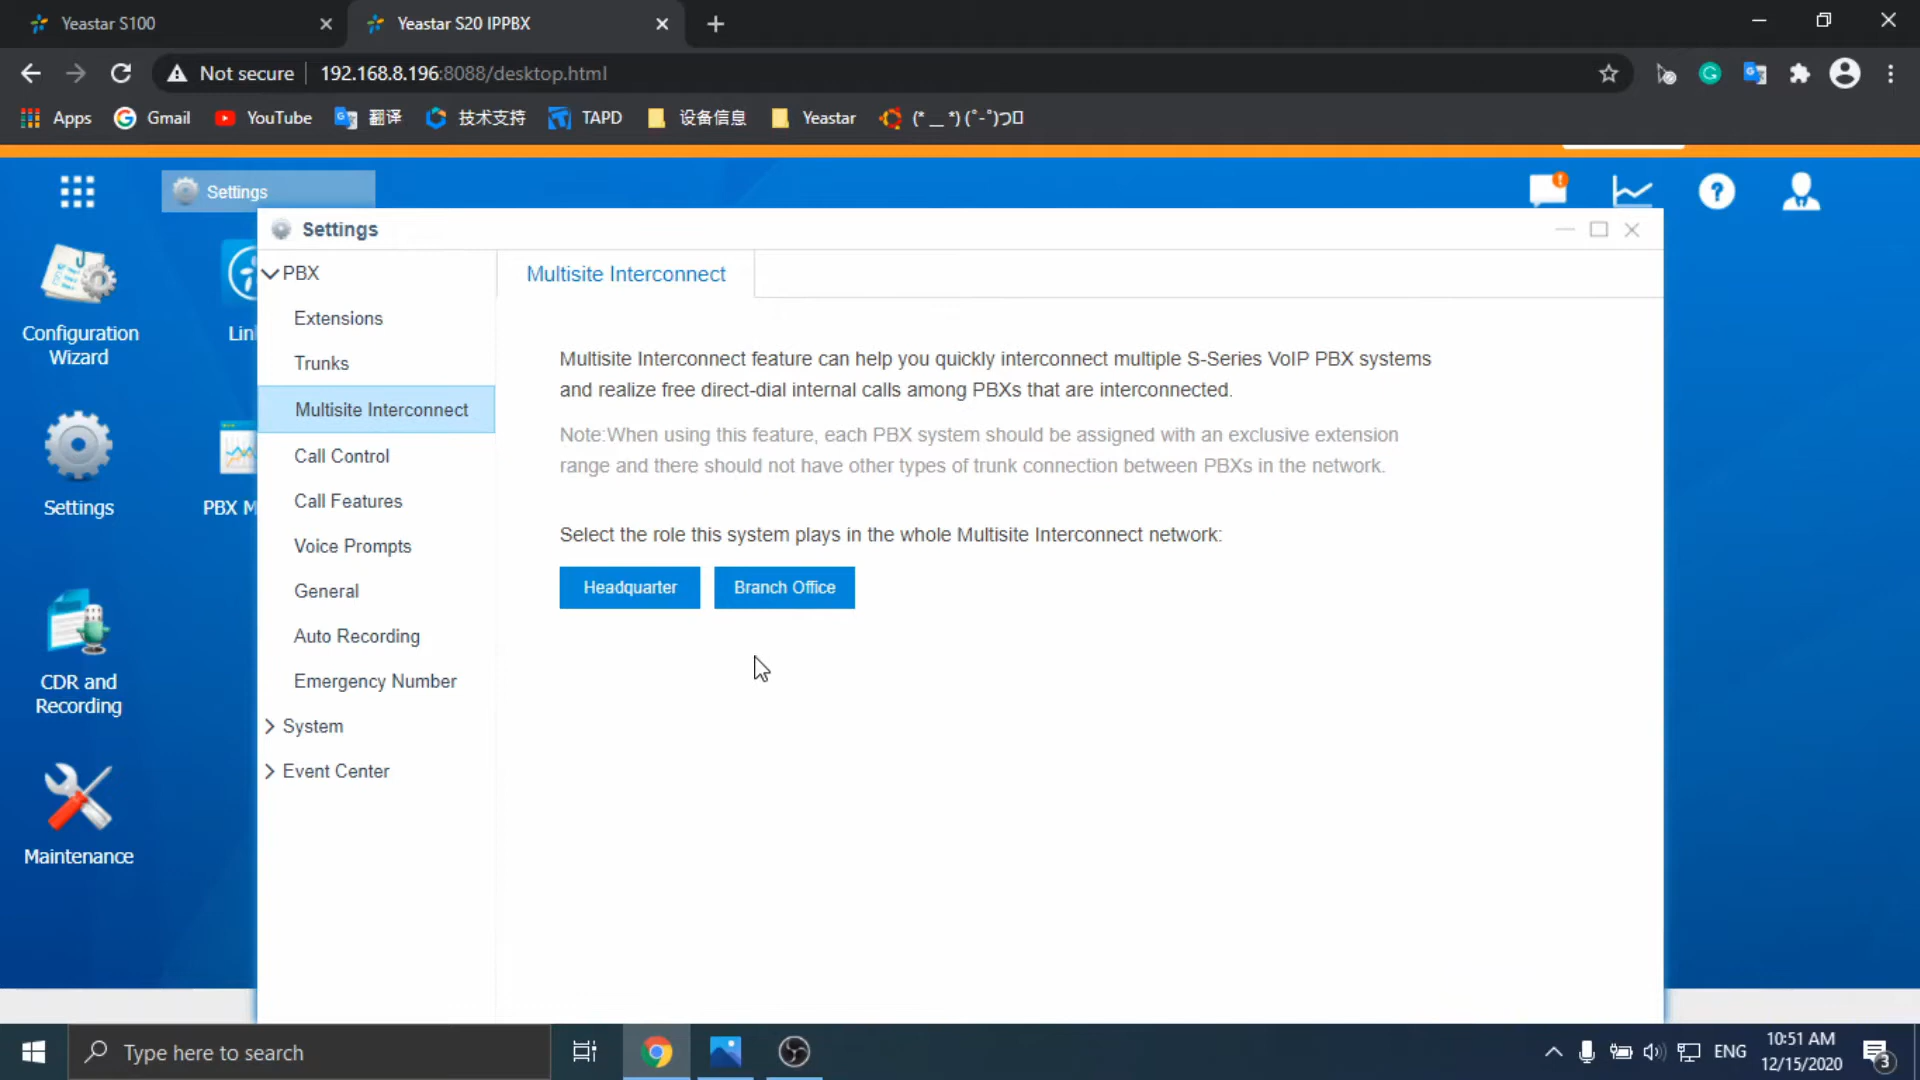 Yeastar S100
Yeastar S20 IPPBX
Not secure
192.168.8.196:8088/desktop.html
Apps
Gmail
YouTube
翻译
技术支持
TAPD
设备信息
Yeastar
Settings
Settings
Configuration
Wizard
Lin
Settings
PBX M
CDR and
Recording
Maintenance
PBX
Extensions
Trunks
Multisite Interconnect
Call Control
Call Features
Voice Prompts
General
Auto Recording
Emergency Number
System
Event Center
Multisite Interconnect
Multisite Interconnect feature can help you quickly interconnect multiple S-Series VoIP PBX systems
and realize free direct-dial internal calls among PBXs that are interconnected.
Note:When using this feature, each PBX system should be assigned with an exclusive extension
range and there should not have other types of trunk connection between PBXs in the network.
Select the role this system plays in the whole Multisite Interconnect network:
Headquarter
Branch Office
Type here to search
ENG
10:51 AM
12/15/2020
3